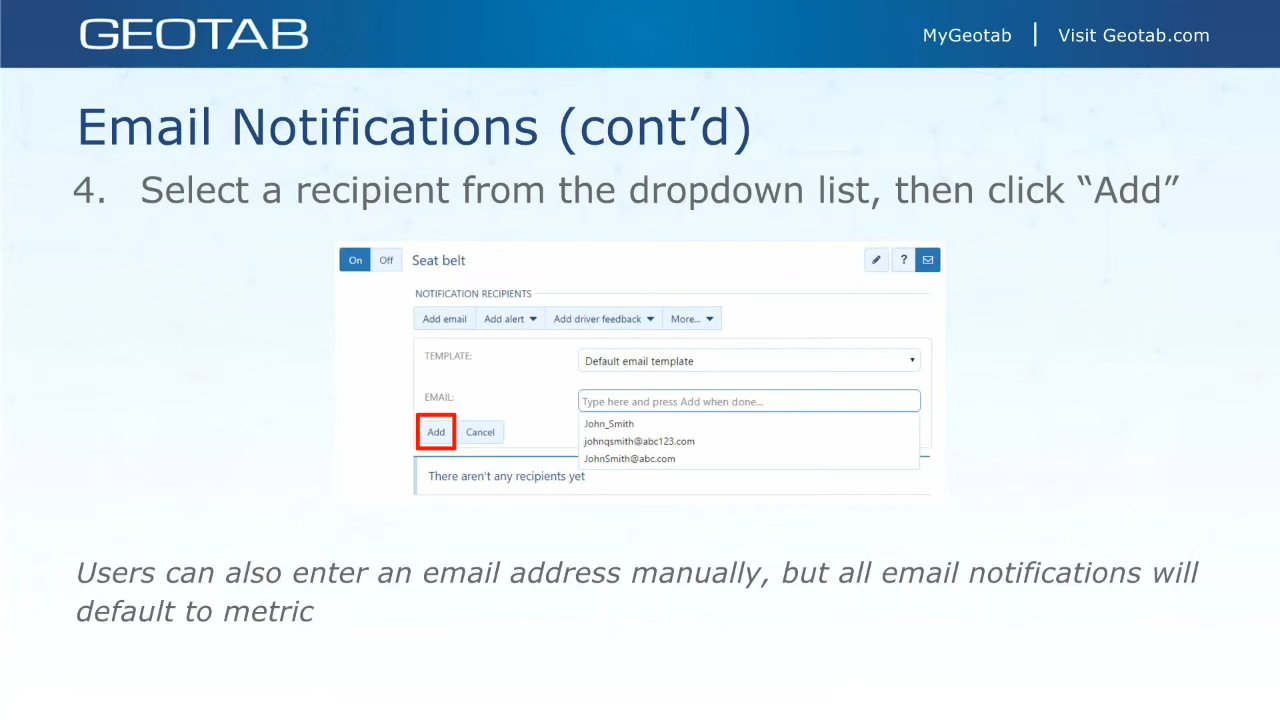 GEOTAB
MyGeotab | Visit Geotab.com
Email Notifications (cont’d)
4. Select a recipient from the dropdown list, then click “Add”
On Off Seat belt ?
NOTIFICATION RECIPIENTS
Add email Add alert Add driver feedback More...
TEMPLATE: Default email template
EMAIL: Type here and press Add when done...
John_Smith
Add Cancel johnqsmith@abc123.com
JohnSmith@abc.com
There aren't any recipients yet
Users can also enter an email address manually, but all email notifications will
default to metric